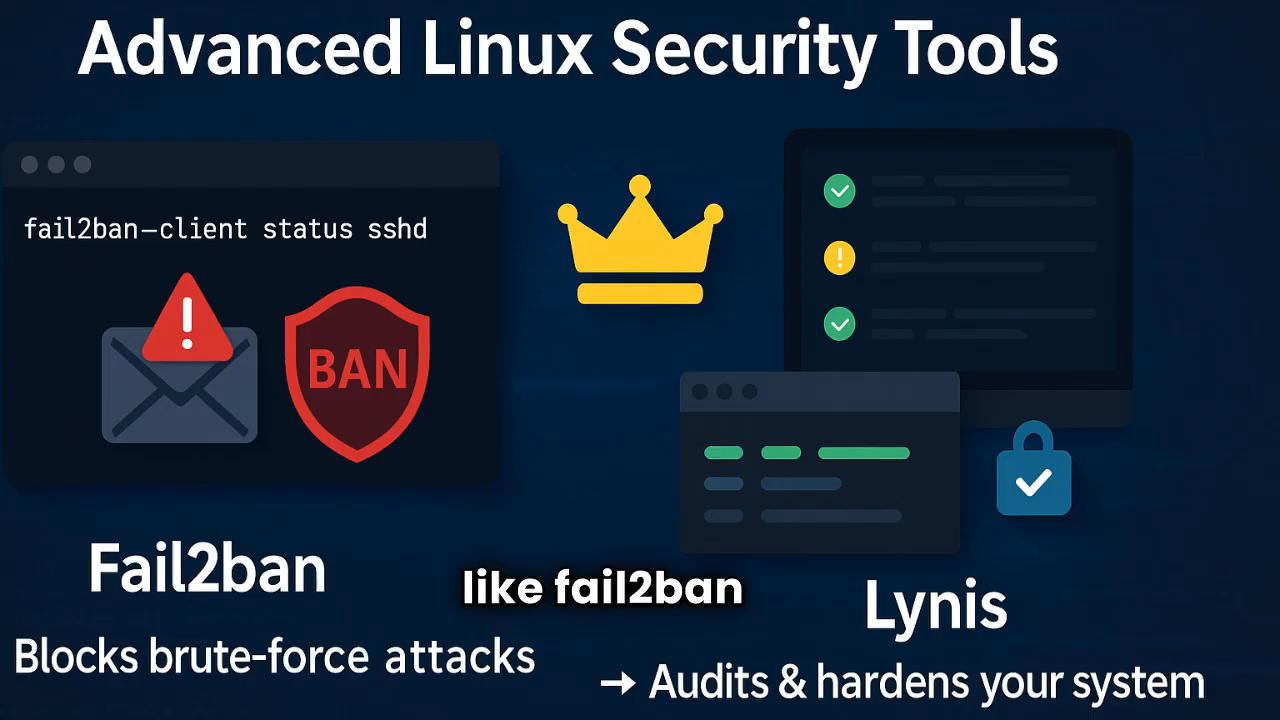 Advanced Linux Security Tools
fail2ban-client status sshd
!
BAN
!
Fail2ban
Blocks brute-force attacks
like fail2ban
Lynis
→ Audits & hardens your system